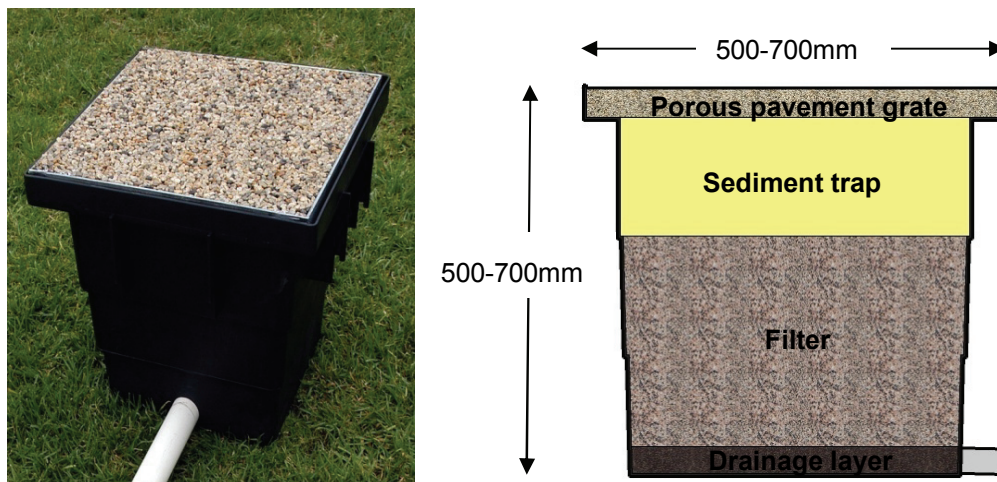 500-700mm
Porous pavement grate
Sediment trap
500-700mm
Filter
Drainage layer